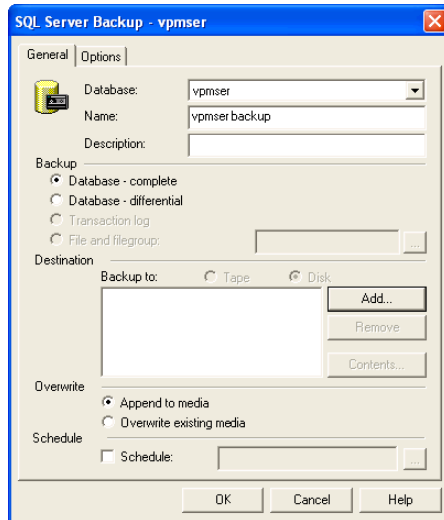 SQL Server Backup - vpmser
General Options
Database: vpmser
Name: vpmser backup
Description:
Backup
Database - complete
Database - differential
Transaction log
File and filegroup: ...
Destination
Backup to: Tape Disk
Add...
Remove
Contents...
Overwrite
Append to media
Overwrite existing media
Schedule
Schedule: ...
OK Cancel Help